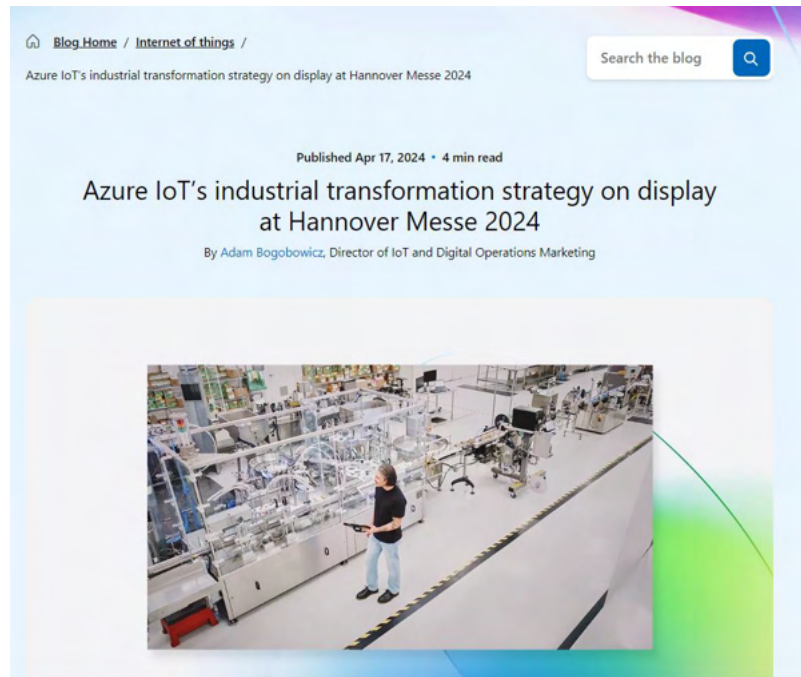 Blog Home / Internet of things /
Search the blog
Azure IoT's industrial transformation strategy on display at Hannover Messe 2024
Published Apr 17, 2024 • 4 min read
Azure IoT's industrial transformation strategy on display
at Hannover Messe 2024
By Adam Bogobowicz, Director of IoT and Digital Operations Marketing